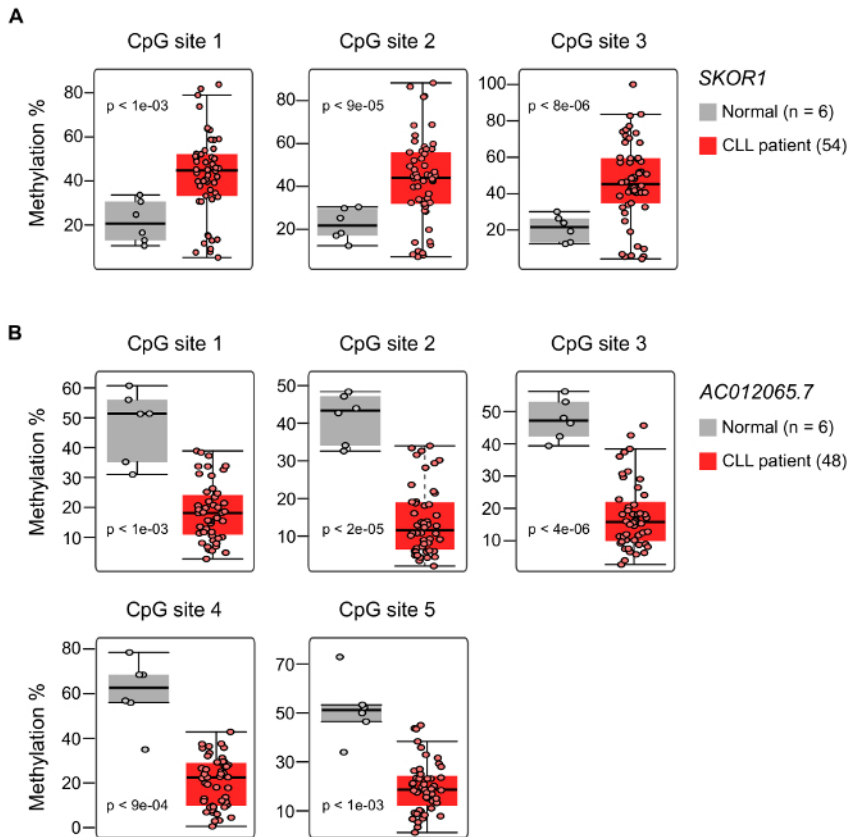 A
CpG site 1
CpG site 2
CpG site 3
SKOR1
Normal (n = 6)
CLL patient (54)
Methylation %
80
60
40
20
p < 1e-03
80
60
40
20
p < 9e-05
100
80
60
40
20
p < 8e-06
B
CpG site 1
CpG site 2
CpG site 3
AC012065.7
Normal (n = 6)
CLL patient (48)
Methylation %
60
50
40
30
20
10
p < 1e-03
50
40
30
20
10
p < 2e-05
50
40
30
20
10
p < 4e-06
CpG site 4
CpG site 5
Methylation %
80
60
40
20
0
p < 9e-04
70
50
30
10
p < 1e-03